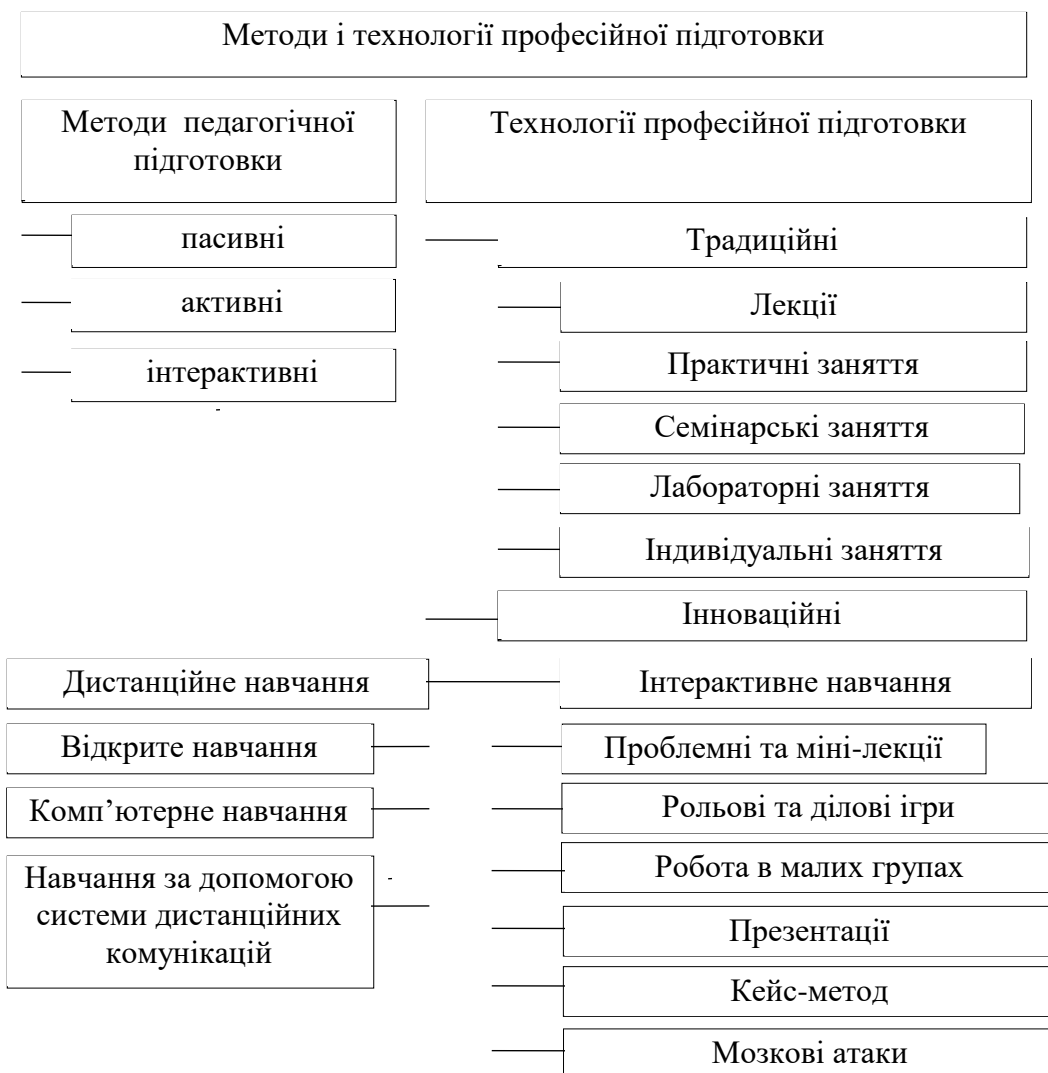 Методи і технології професійної підготовки
Методи педагогічної
підготовки
Технології професійної підготовки
пасивні
активні
інтерактивні
Традиційні
Лекції
Практичні заняття
Семінарські заняття
Лабораторні заняття
Індивідуальні заняття
Інноваційні
Дистанційне навчання
Відкрите навчання
Комп’ютерне навчання
Навчання за допомогою
системи дистанційних
комунікацій
Інтерактивне навчання
Проблемні та міні-лекції
Рольові та ділові ігри
Робота в малих групах
Презентації
Кейс-метод
Мозкові атаки